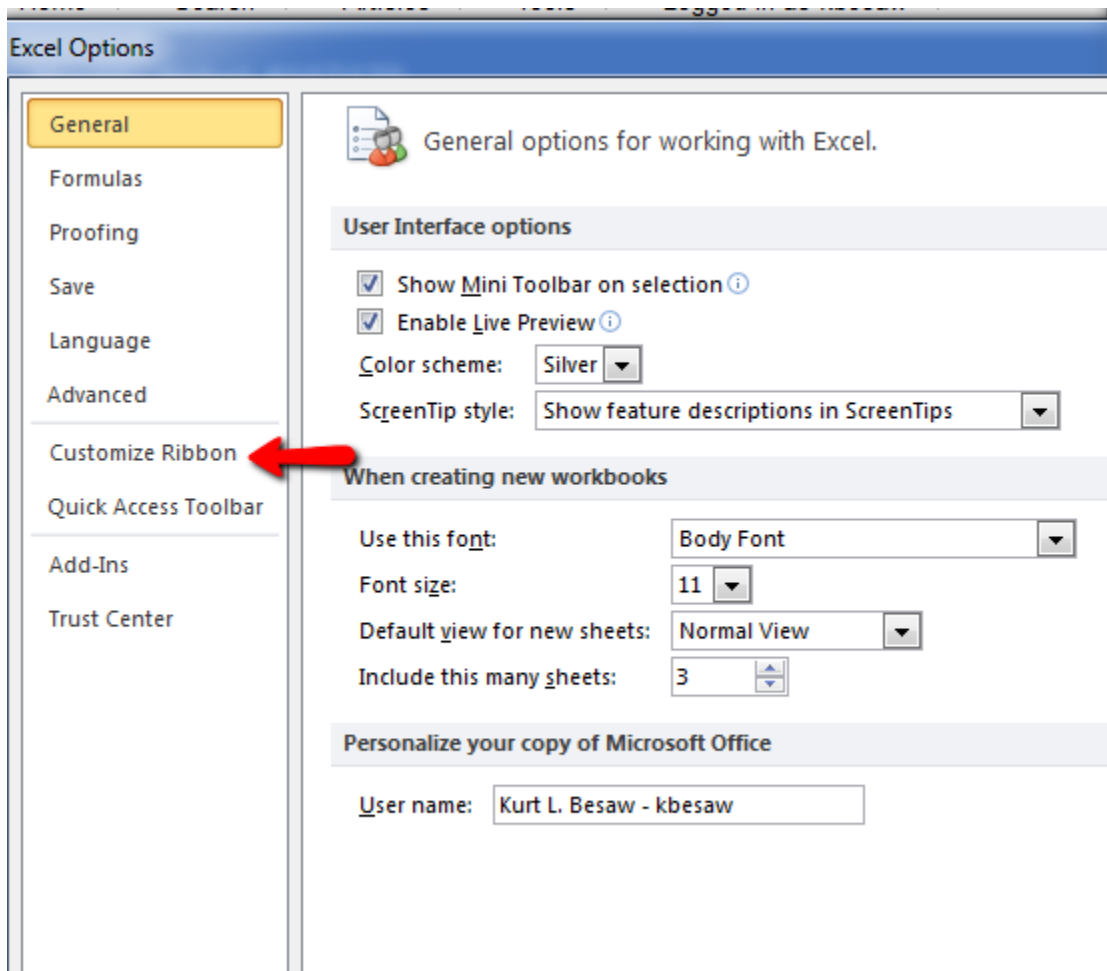 Excel Options
General
Formulas
Proofing
Save
Language
Advanced
Customize Ribbon
Quick Access Toolbar
Add-Ins
Trust Center
General options for working with Excel.
User Interface options
Show Mini Toolbar on selection
Enable Live Preview
Color scheme: Silver
ScreenTip style: Show feature descriptions in ScreenTips
When creating new workbooks
Use this font: Body Font
Font size: 11
Default view for new sheets: Normal View
Include this many sheets: 3
Personalize your copy of Microsoft Office
User name: Kurt L. Besaw - kbesaw